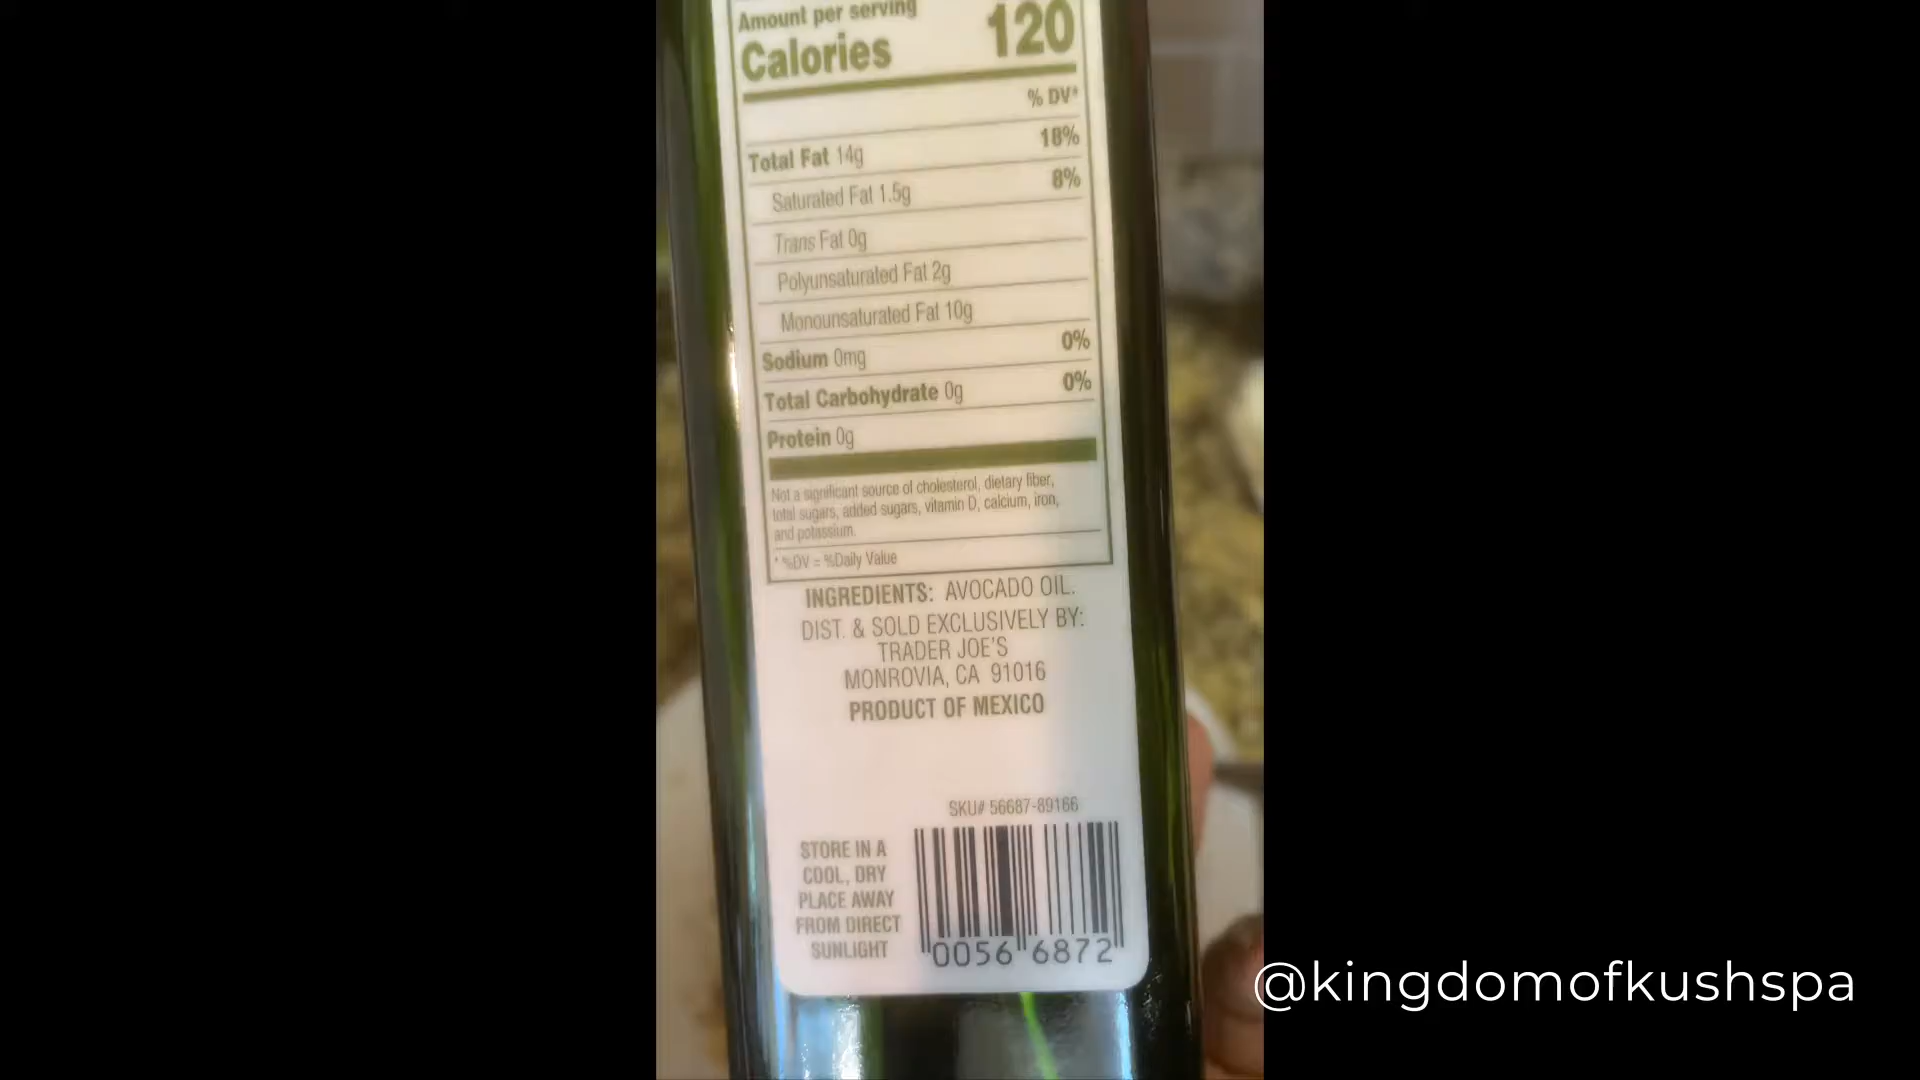 Amount per serving
Calories 120
% DV*
Total Fat 14g 18%
Saturated Fat 1.5g 8%
Trans Fat 0g
Polyunsaturated Fat 2g
Monounsaturated Fat 10g
Sodium 0mg 0%
Total Carbohydrate 0g 0%
Protein 0g
Not a significant source of cholesterol, dietary fiber,
total sugars, added sugars, vitamin D, calcium, iron,
and potassium.
* %DV = %Daily Value
INGREDIENTS: AVOCADO OIL.
DIST. & SOLD EXCLUSIVELY BY:
TRADER JOE'S
MONROVIA, CA 91016
PRODUCT OF MEXICO
SKU# 56687-89166
STORE IN A
COOL, DRY
PLACE AWAY
FROM DIRECT
SUNLIGHT
0056 6872
@kingdomofkushspa